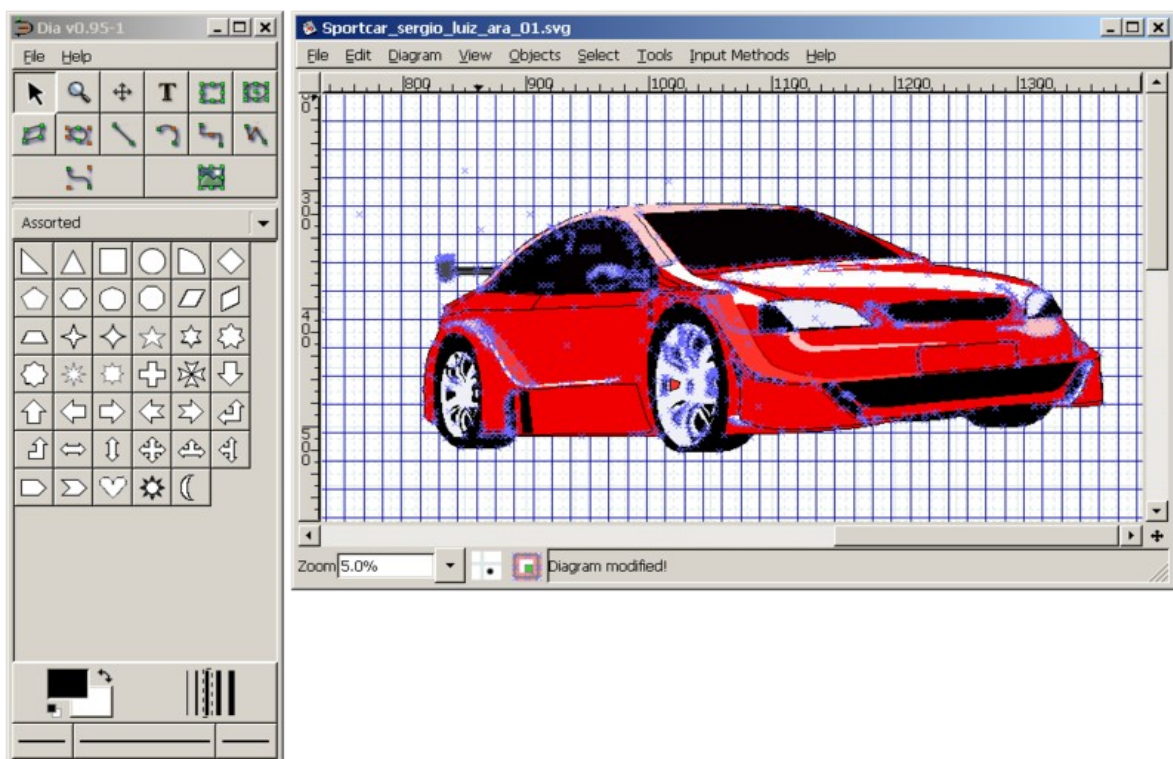 Dia v0.95-1
File Help
T
Assorted
Sportcar_sergio_luiz_ara_01.svg
File Edit Diagram View Objects Select Tools Input Methods Help
800 900 1000 1100 1200 1300
300
400
500
Zoom 5.0% Diagram modified!